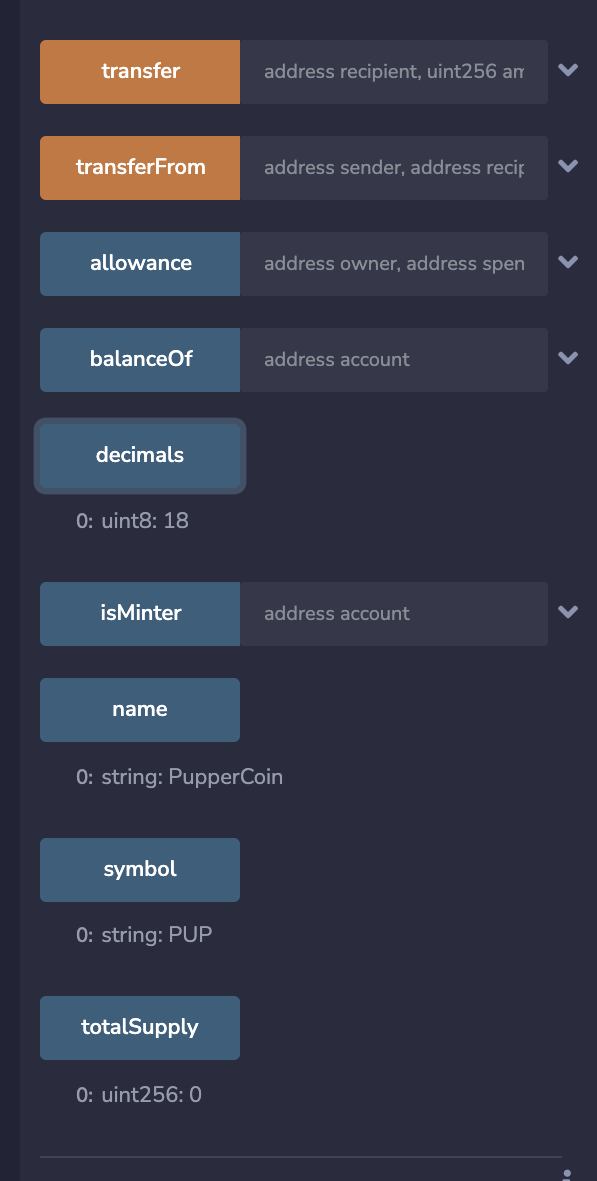 transfer address recipient, uint256 am
transferFrom address sender, address recip
allowance address owner, address spen
balanceOf address account
decimals
0: uint8: 18
isMinter address account
name
0: string: PupperCoin
symbol
0: string: PUP
totalSupply
0: uint256: 0